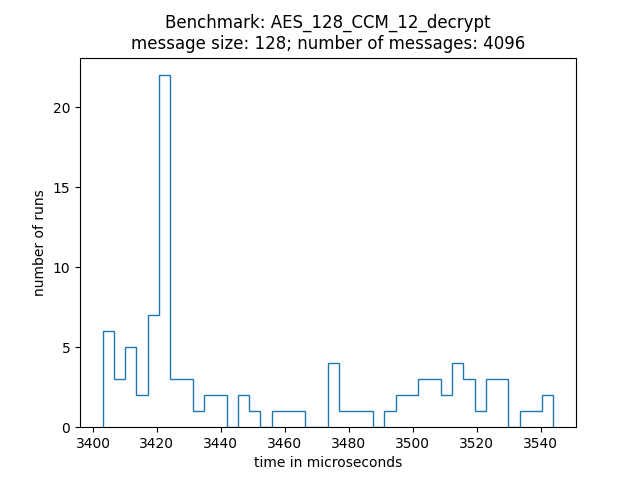 Benchmark: AES_128_CCM_12_decrypt
message size: 128; number of messages: 4096
number of runs
20
15
10
5
0
3400 3420 3440 3460 3480 3500 3520 3540
time in microseconds